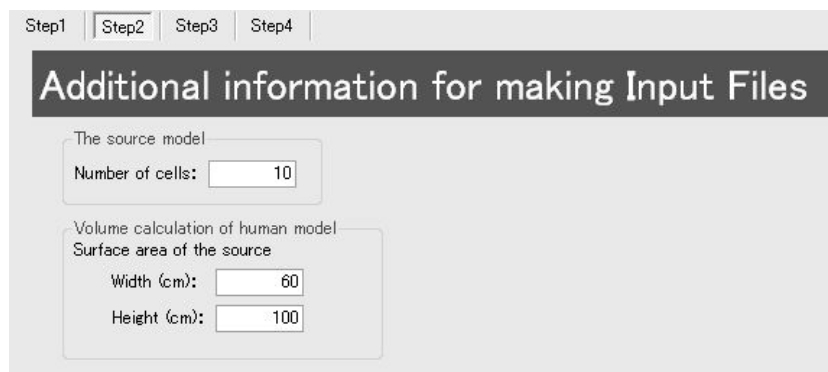 Step1 Step2 Step3 Step4
Additional information for making Input Files
The source model
Number of cells: 10
Volume calculation of human model
Surface area of the source
Width (cm): 60
Height (cm): 100